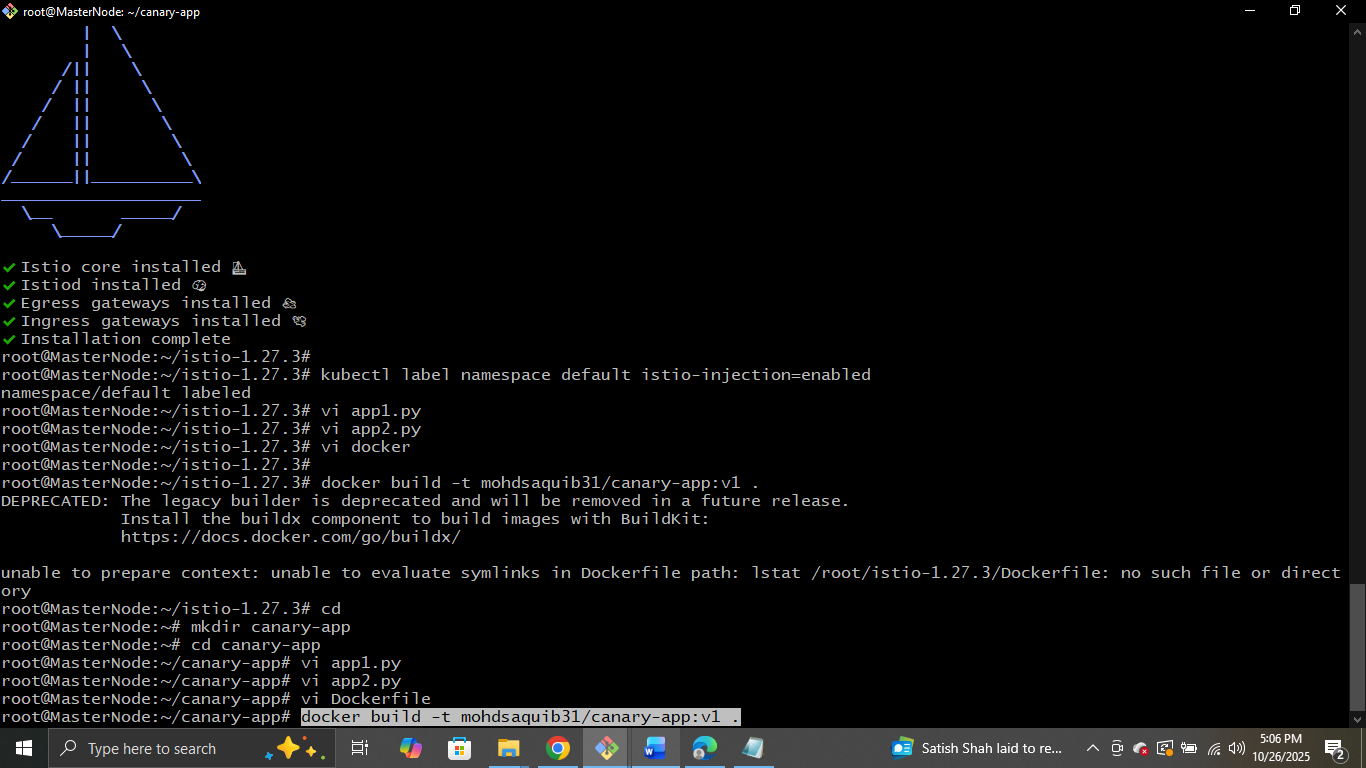 root@MasterNode: ~/canary-app
Istio core installed
Istiod installed
Egress gateways installed
Ingress gateways installed
Installation complete
root@MasterNode:~/istio-1.27.3#
root@MasterNode:~/istio-1.27.3# kubectl label namespace default istio-injection=enabled
namespace/default labeled
root@MasterNode:~/istio-1.27.3# vi app1.py
root@MasterNode:~/istio-1.27.3# vi app2.py
root@MasterNode:~/istio-1.27.3# vi docker
root@MasterNode:~/istio-1.27.3#
root@MasterNode:~/istio-1.27.3# docker build -t mohdsaquib31/canary-app:v1 .
DEPRECATED: The legacy builder is deprecated and will be removed in a future release.
Install the buildx component to build images with BuildKit:
https://docs.docker.com/go/buildx/
unable to prepare context: unable to evaluate symlinks in Dockerfile path: lstat /root/istio-1.27.3/Dockerfile: no such file or direct
ory
root@MasterNode:~/istio-1.27.3# cd
root@MasterNode:~# mkdir canary-app
root@MasterNode:~# cd canary-app
root@MasterNode:~/canary-app# vi app1.py
root@MasterNode:~/canary-app# vi app2.py
root@MasterNode:~/canary-app# vi Dockerfile
root@MasterNode:~/canary-app# docker build -t mohdsaquib31/canary-app:v1 .
Type here to search
Satish Shah laid to re...
5:06 PM
10/26/2025
2